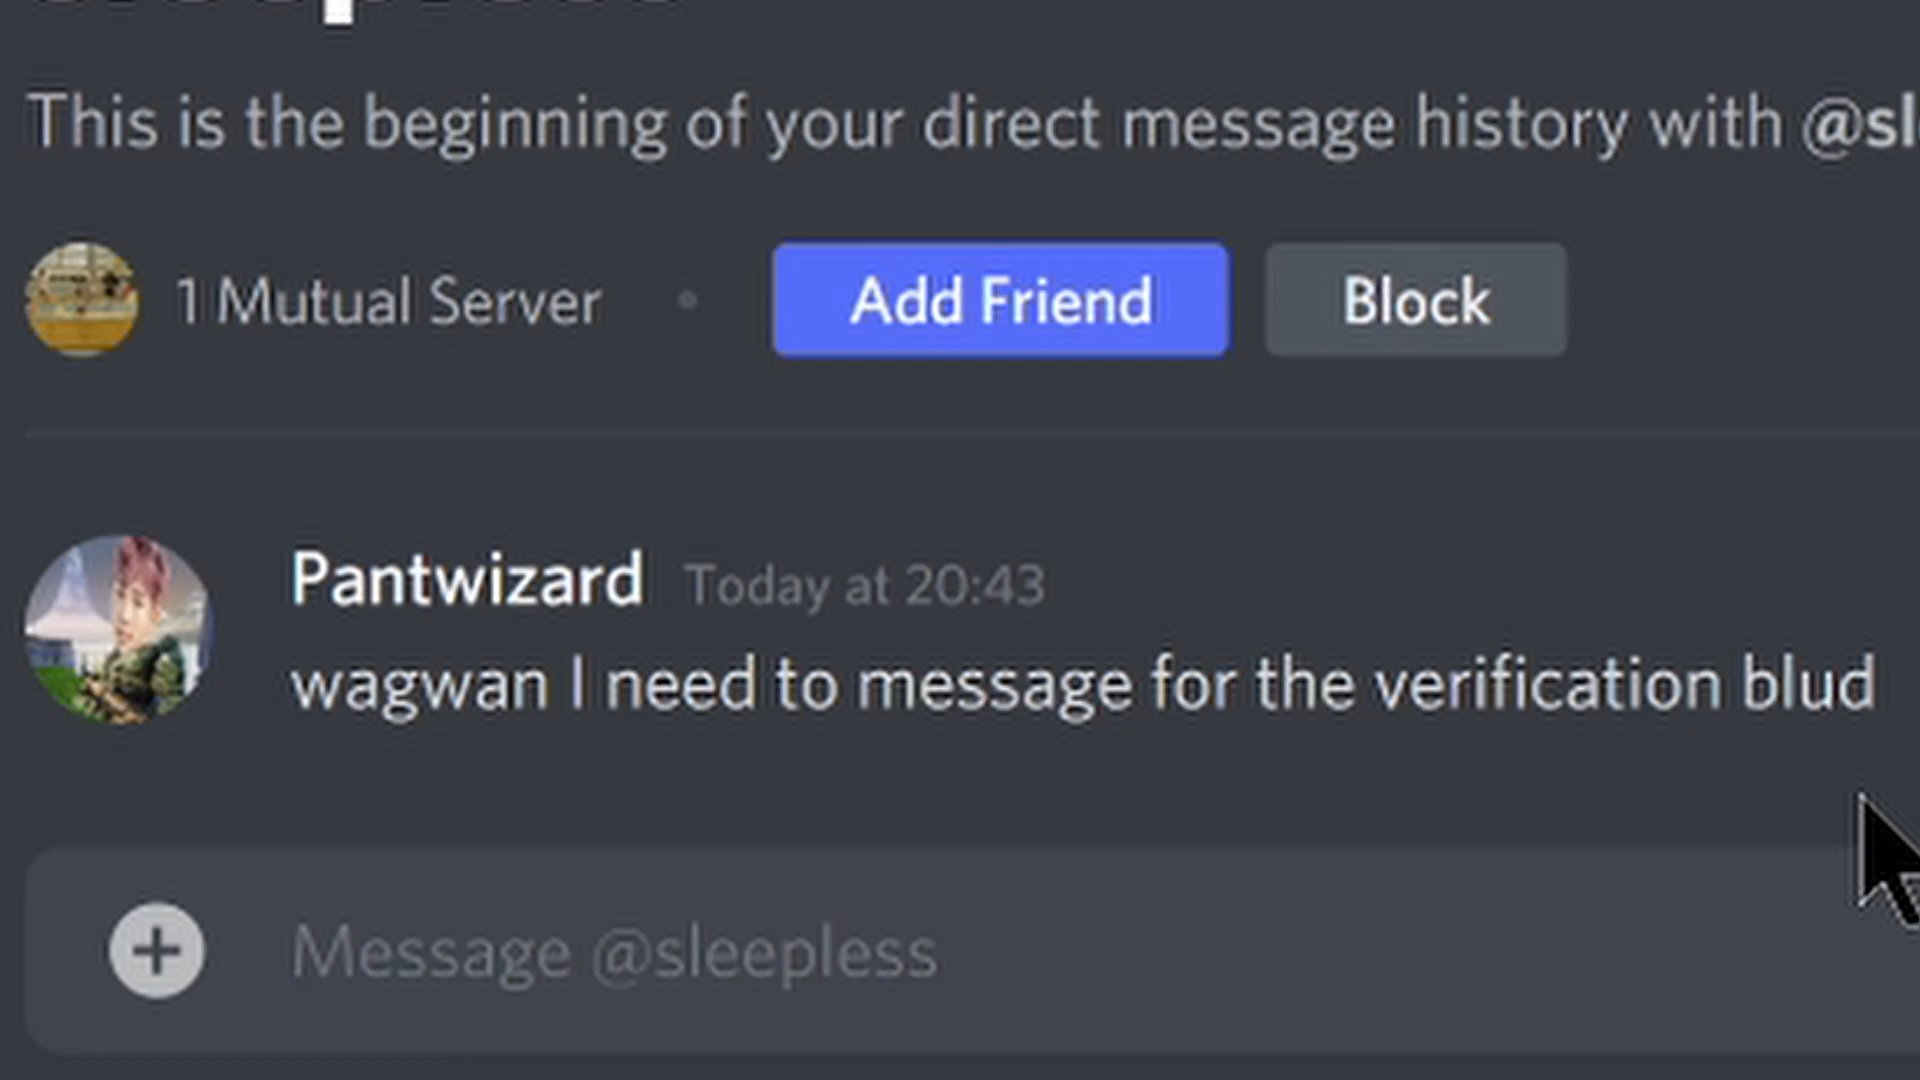 This is the beginning of your direct message history with @sl
1 Mutual Server
Add Friend
Block
Pantwizard Today at 20:43
wagwan I need to message for the verification blud
Message @sleepless